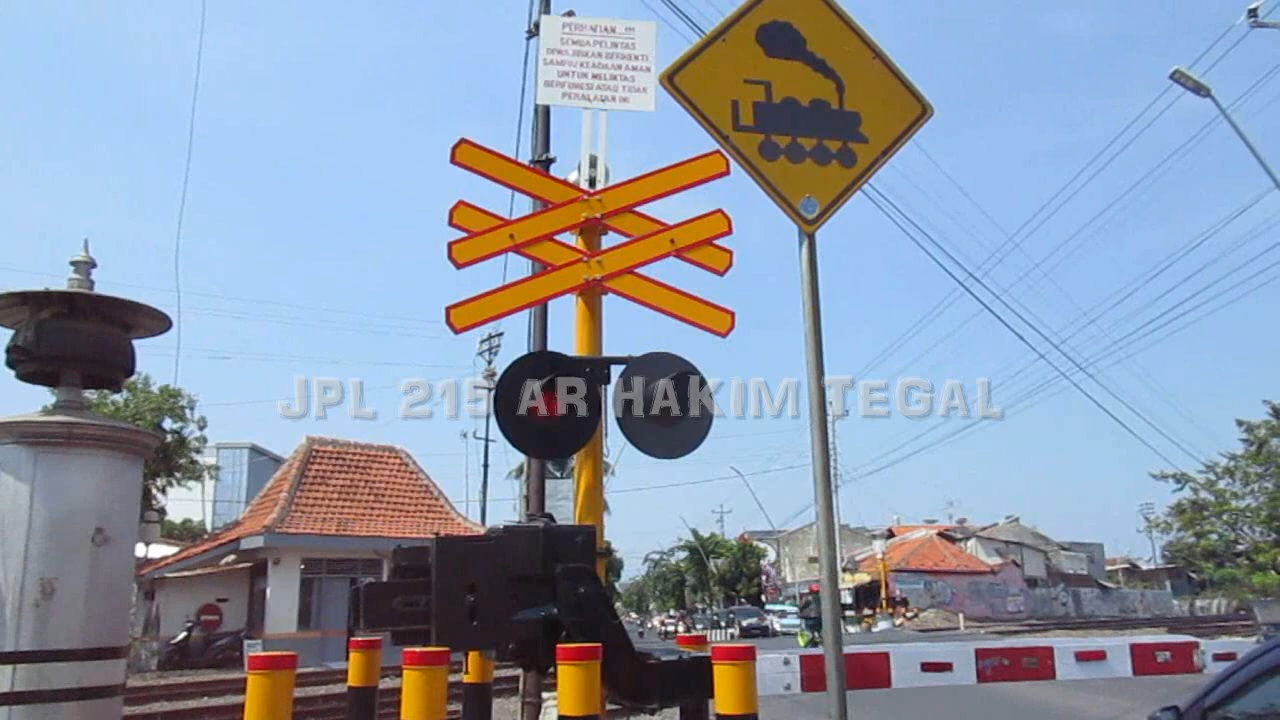 PERHATIAN !!!
SEMUA PELINTAS
DIWAJIBKAN BERHENTI
SAMPAI KEADAAN AMAN
UNTUK MELINTAS
BERFUNGSI ATAU TIDAK
PERALATAN INI
JPL 215 AR HAKIM TEGAL